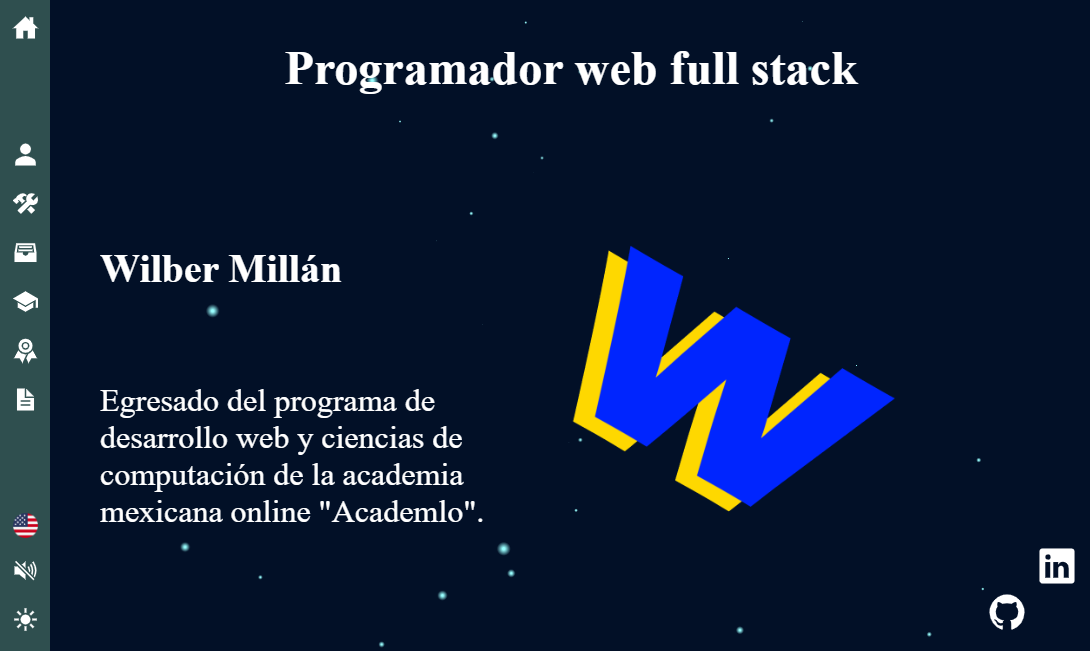 Programador web full stack
Wilber Millán
Egresado del programa de
desarrollo web y ciencias de
computación de la academia
mexicana online "Academlo".
W
in